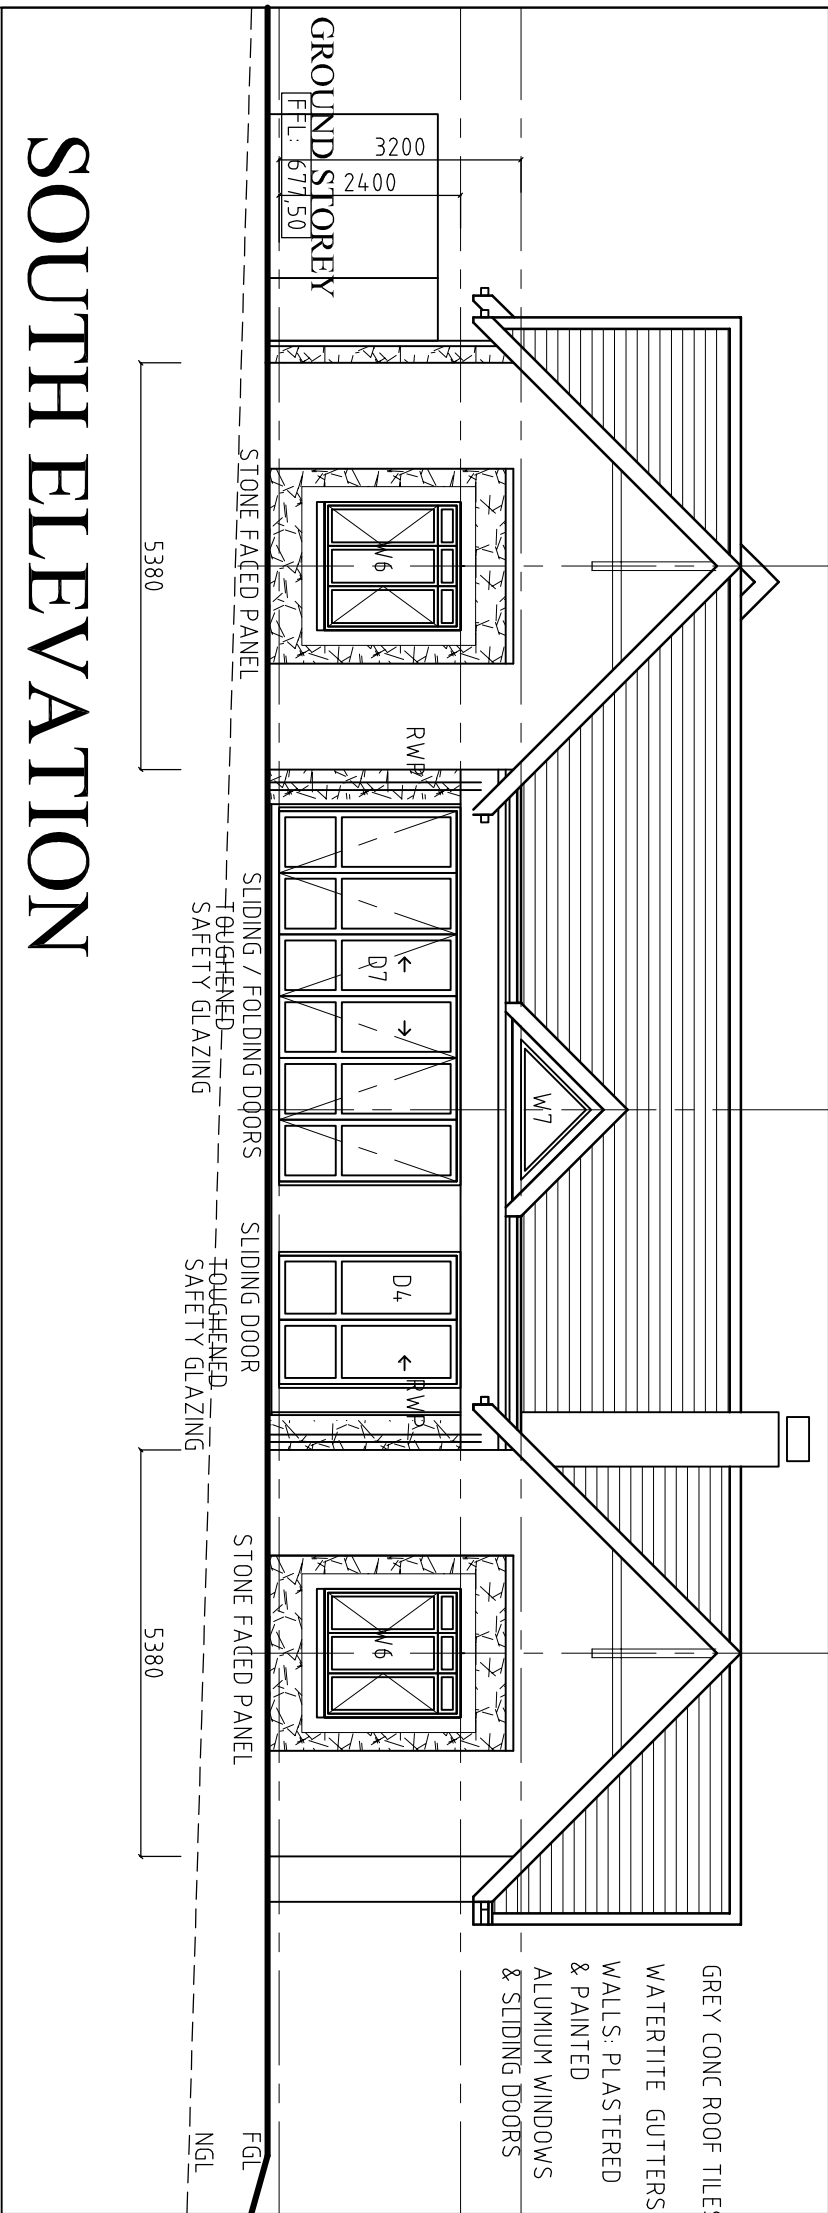 GREY CONC ROOF TILES
WATERTITE GUTTERS
WALLS: PLASTERED
& PAINTED
ALUMIUM WINDOWS
& SLIDING DOORS
W7
3200
2400
RWP
RWP
D7
D4
W6
W6
GROUND STOREY
FFL: 677,50
STONE FACED PANEL
SLIDING / FOLDING DOORS
TOUGHENED
SAFETY GLAZING
SLIDING DOOR
TOUGHENED
SAFETY GLAZING
STONE FACED PANEL
FGL
NGL
5380
5380
SOUTH ELEVATION